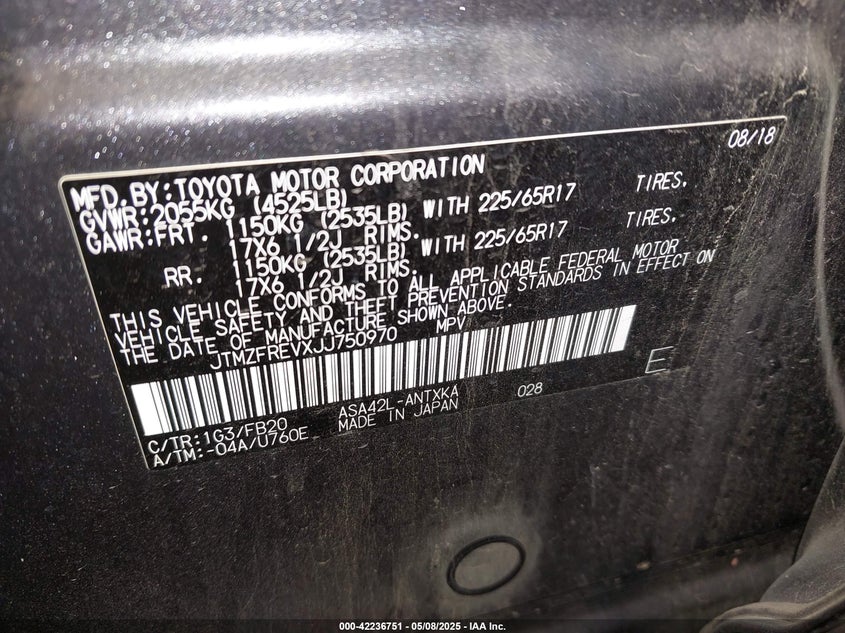 08/18
MFD.BY:TOYOTA MOTOR CORPORATION
GVWR:2055KG (4525LB)
GAWR:FRT. 1150KG (2535LB) WITH 225/65R17 TIRES.
17X6 1/2J RIMS.
RR. 1150KG (2535LB) WITH 225/65R17 TIRES.
17X6 1/2J RIMS.
THIS VEHICLE CONFORMS TO ALL APPLICABLE FEDERAL MOTOR
VEHICLE SAFETY AND THEFT PREVENTION STANDARDS IN EFFECT ON
THE DATE OF MANUFACTURE SHOWN ABOVE.
JTMZFREVXJJ750970 MPV
E
C/TR:1G3/FB20 ASA42L-ANTXKA 028
A/TM:-04A/U760E MADE IN JAPAN
000-42236751 | 05/08/2025 - IAA Inc.